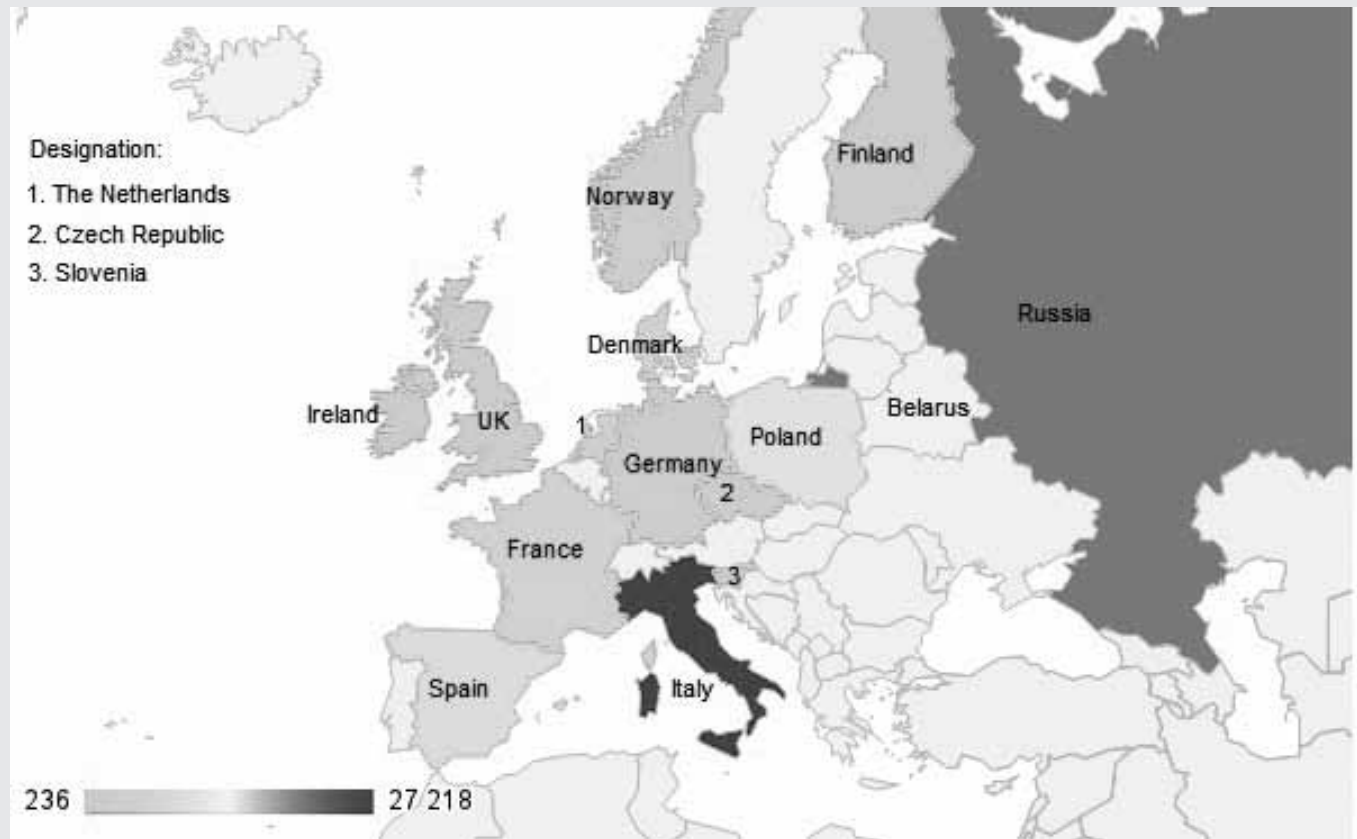 Designation:
1. The Netherlands
2. Czech Republic
3. Slovenia
Finland
Norway
Russia
Denmark
Ireland
UK
1.
Belarus
Poland
Germany
2
France
3
Spain
Italy
236
27 218